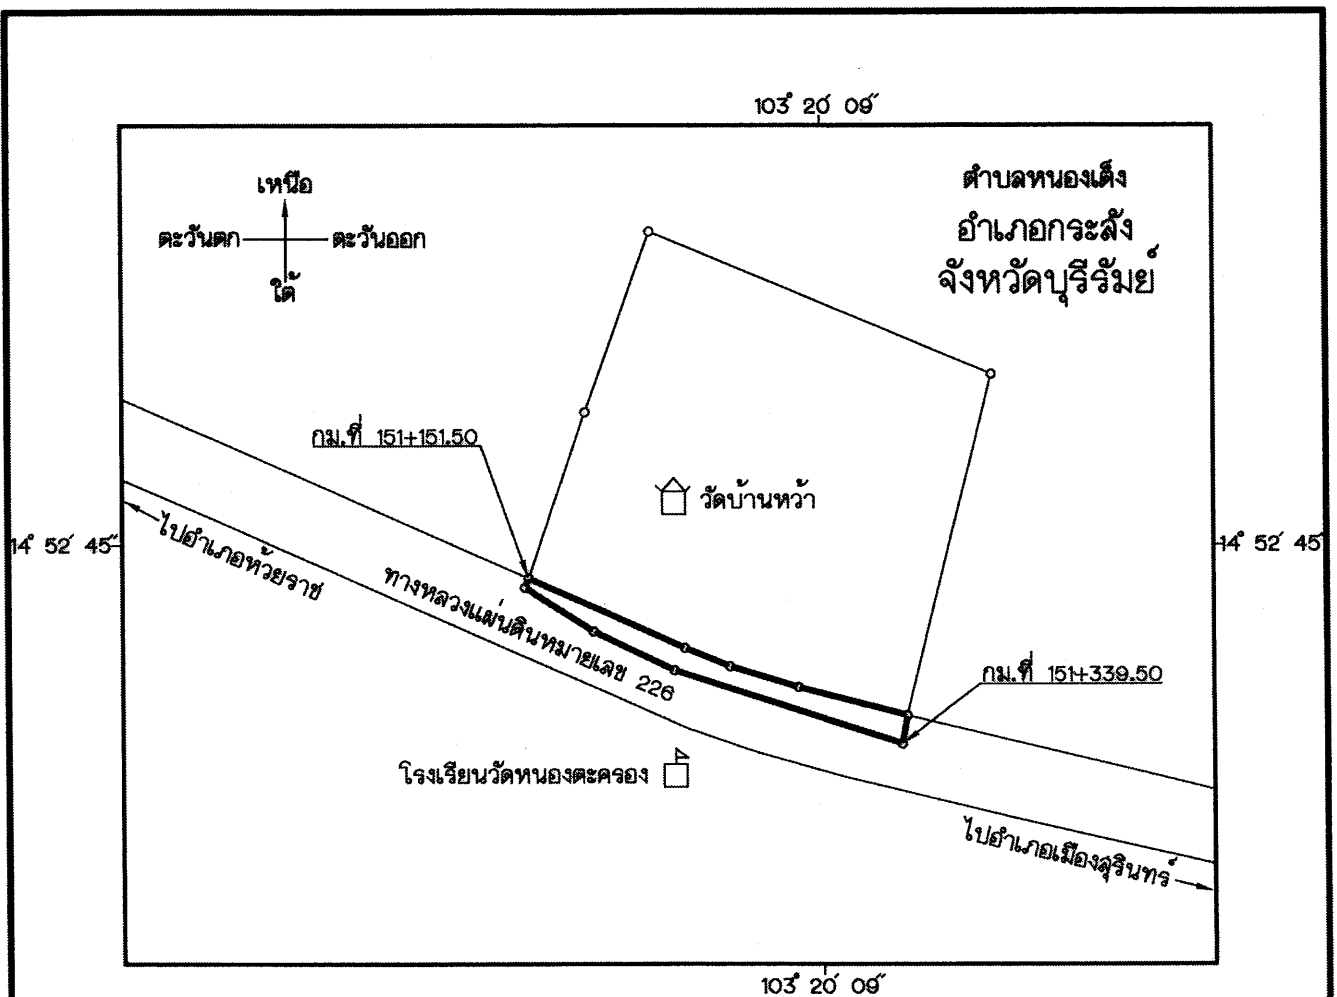 103° 20′ 09″
เหนือ
ตะวันตก
ตะวันออก
ใต้
ตำบลหนองเต็ง
อำเภอกระสัง
จังหวัดบุรีรัมย์
กม.ที่ 151+151.50
วัดบ้านหว้า
14° 52′ 45″
14° 52′ 45″
ไปอำเภอห้วยราช
ทางหลวงแผ่นดินหมายเลข 226
กม.ที่ 151+339.50
โรงเรียนวัดหนองตะครอง
ไปอำเภอเมืองสุรินทร์
103° 20′ 09″